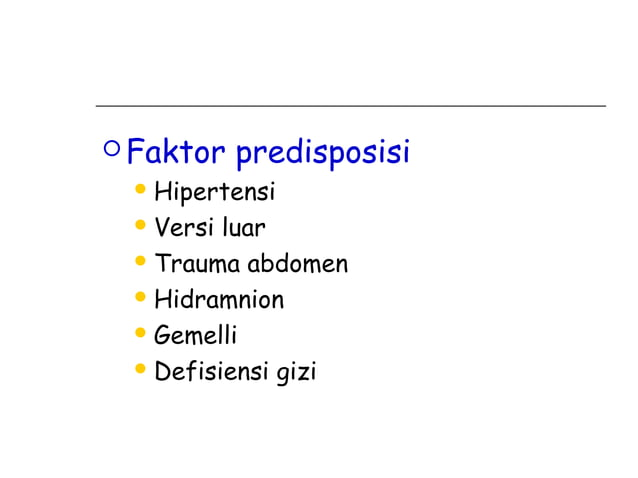 Faktor predisposisi
Hipertensi
Versi luar
Trauma abdomen
Hidramnion
Gemelli
Defisiensi gizi